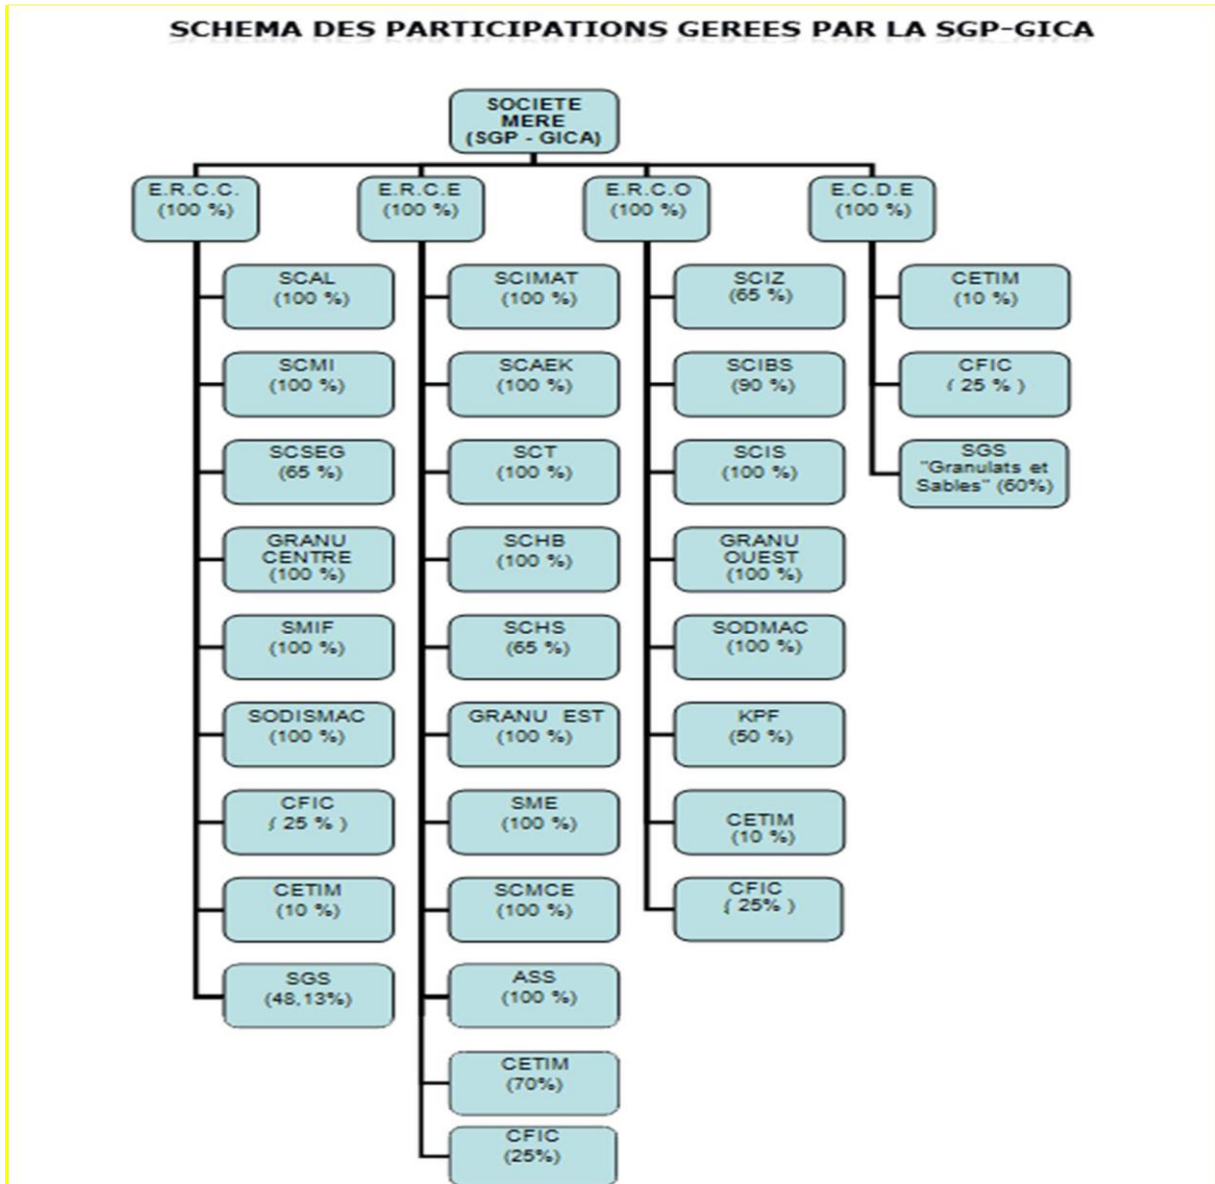 SCHEMA DES PARTICIPATIONS GEREES PAR LA SGP-GICA
SOCIETE
MERE
(SGP - GICA)
E.R.C.C.
(100 %)
E.R.C.E
(100 %)
E.R.C.O
(100 %)
E.C.D.E
(100 %)
SCAL
(100 %)
SCMI
(100 %)
SCSEG
(65 %)
GRANU
CENTRE
(100 %)
SMIF
(100 %)
SODISMAC
(100 %)
CFIC
( 25 % )
CETIM
(10 %)
SGS
(48,13%)
SCIMAT
(100 %)
SCAEK
(100 %)
SCT
(100 %)
SCHB
(100 %)
SCHS
(65 %)
GRANU EST
(100 %)
SME
(100 %)
SCMCE
(100 %)
ASS
(100 %)
CETIM
(70%)
CFIC
(25%)
SCIZ
(65 %)
SCIBS
(90 %)
SCIS
(100 %)
GRANU
OUEST
(100 %)
SODMAC
(100 %)
KPF
(50 %)
CETIM
(10 %)
CFIC
( 25% )
CETIM
(10 %)
CFIC
( 25 % )
SGS
"Granulats et
Sables" (60%)